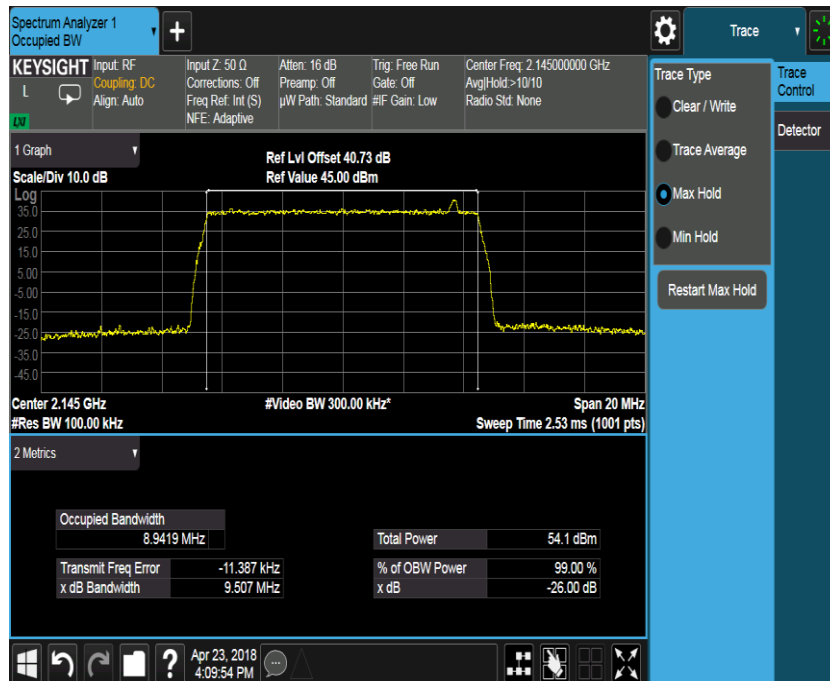 Spectrum Analyzer 1
Occupied BW
+
Trace
KEYSIGHT
L
LXI
Input: RF
Coupling: DC
Align: Auto
Input Z: 50 Ω
Corrections: Off
Freq Ref: Int (S)
NFE: Adaptive
Atten: 16 dB
Preamp: Off
µW Path: Standard
Trig: Free Run
Gate: Off
#IF Gain: Low
Center Freq: 2.145000000 GHz
Avg|Hold:>10/10
Radio Std: None
1 Graph
Scale/Div 10.0 dB
Ref Lvl Offset 40.73 dB
Ref Value 45.00 dBm
Log
35.0
25.0
15.0
5.00
-5.00
-15.0
-25.0
-35.0
-45.0
Center 2.145 GHz
#Video BW 300.00 kHz*
Span 20 MHz
#Res BW 100.00 kHz
Sweep Time 2.53 ms (1001 pts)
2 Metrics
Occupied Bandwidth
8.9419 MHz
Total Power 54.1 dBm
Transmit Freq Error -11.387 kHz
% of OBW Power 99.00 %
x dB Bandwidth 9.507 MHz
x dB -26.00 dB
Trace Type
Clear / Write
Trace Average
Max Hold
Min Hold
Restart Max Hold
Trace
Control
Detector
?
Apr 23, 2018
4:09:54 PM